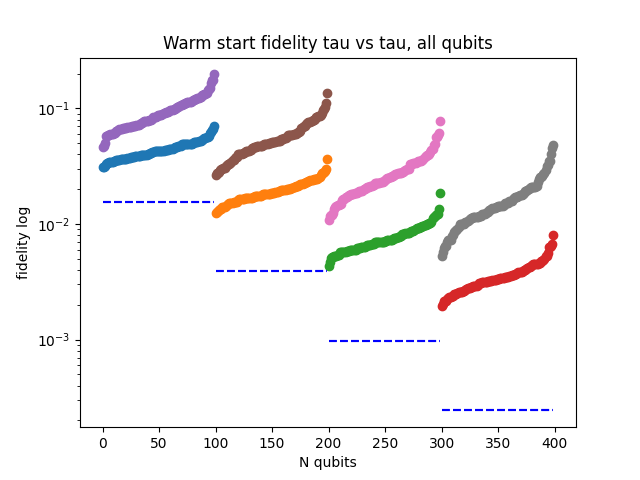 Warm start fidelity tau vs tau, all qubits
fidelity log
10⁻¹
10⁻²
10⁻³
0 50 100 150 200 250 300 350 400
N qubits